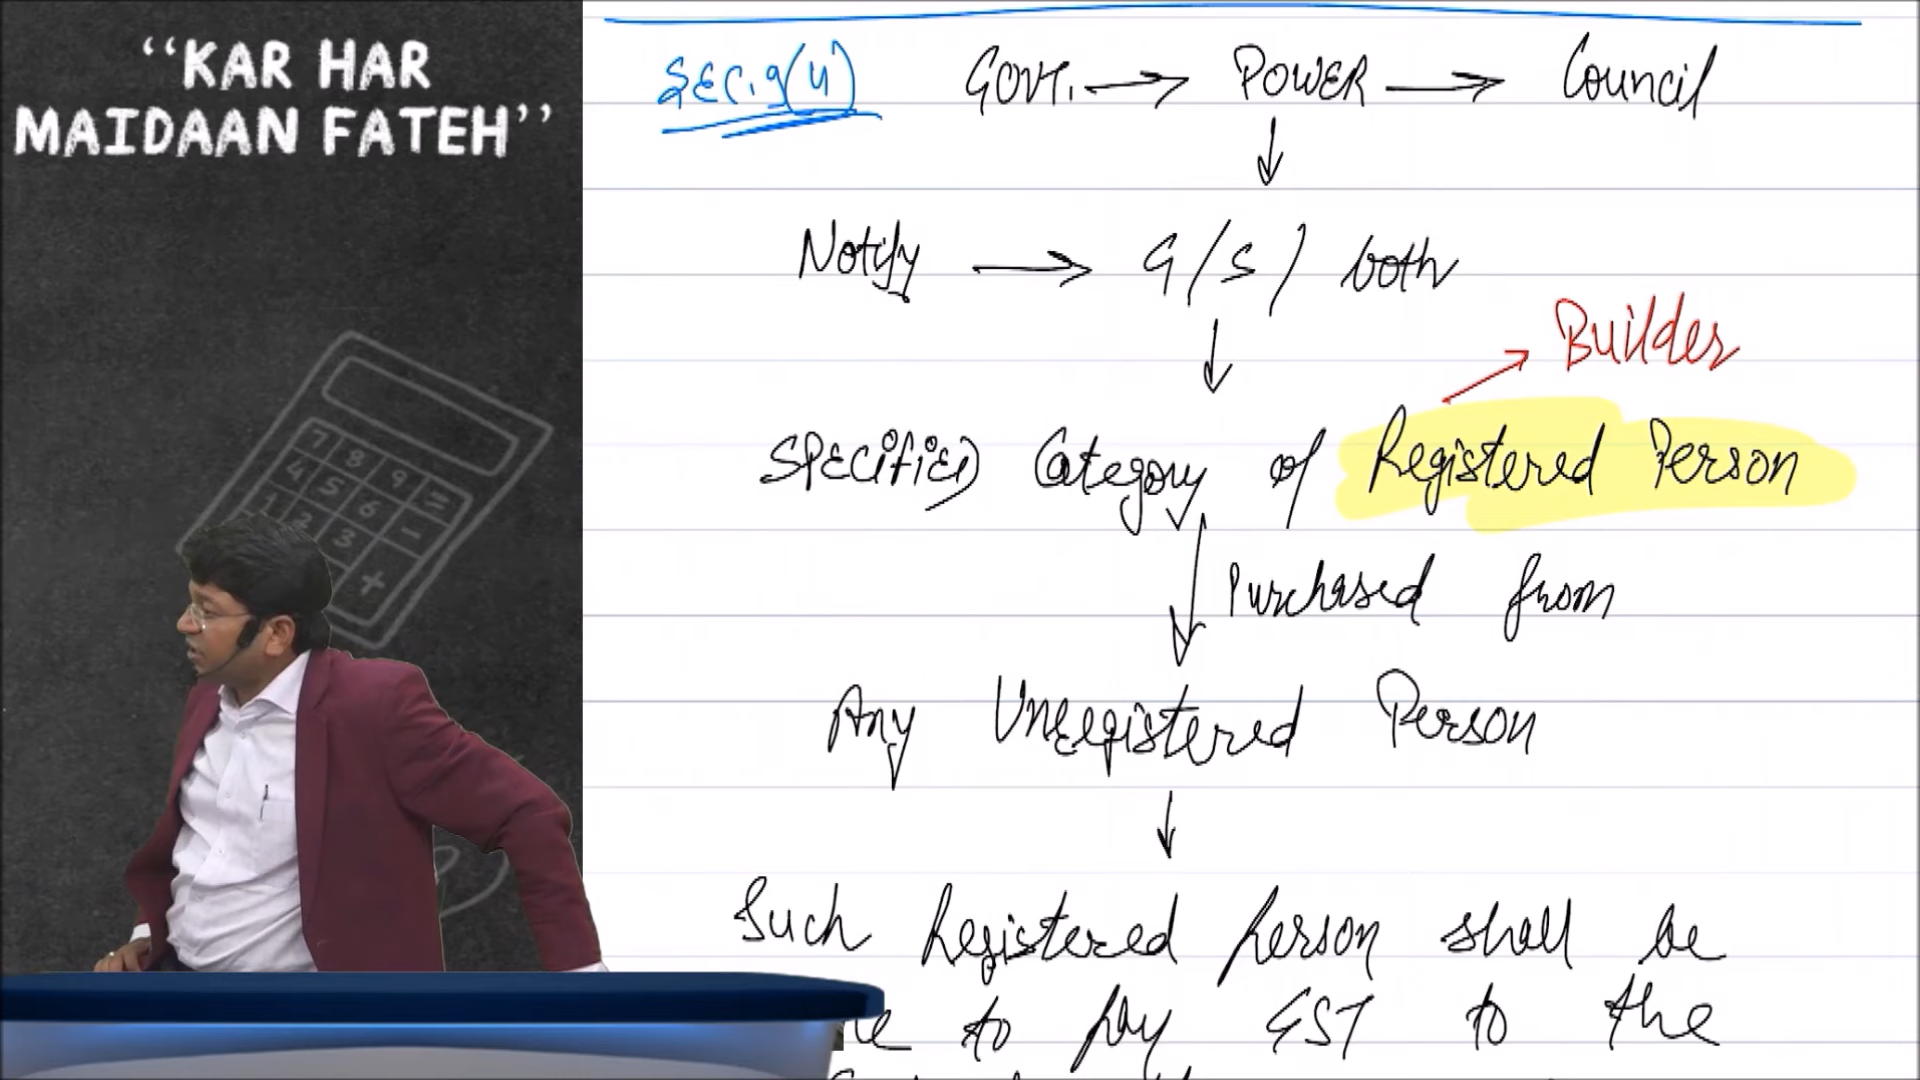 “KAR HAR
MAIDAAN FATEH”
SEC.9(4) GOVT. → POWER → Council
↓
Notify → G/S/ both
↓
Builder
SPECIFIED Category of Registered Person
↓ Purchased from
Any Unregistered Person
↓
Such Registered Person shall be
to pay GST to the